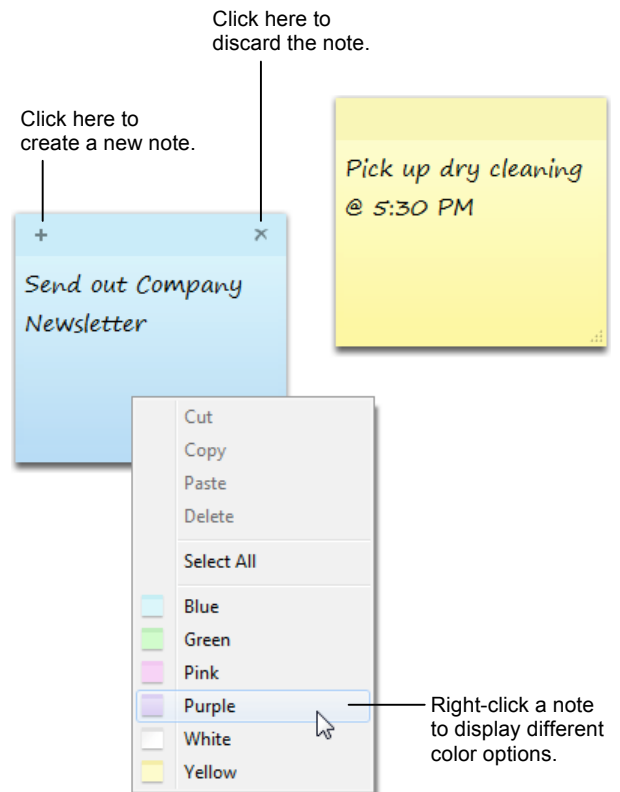 Click here to
discard the note.
Click here to
create a new note.
Pick up dry cleaning
@ 5:30 PM
Send out Company
Newsletter
Cut
Copy
Paste
Delete
Select All
Blue
Green
Pink
Purple
White
Yellow
Right-click a note
to display different
color options.